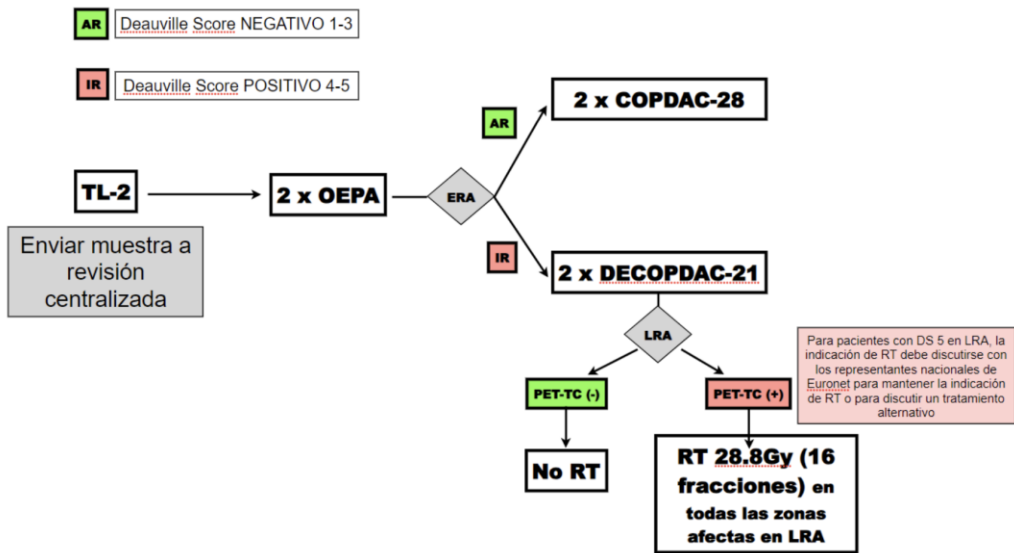 AR
Deauville Score NEGATIVO 1-3
IR
Deauville Score POSITIVO 4-5
2 x COPDAC-28
AR
TL-2
2 x OEPA
ERA
Enviar muestra a
revisión
centralizada
IR
2 x DECOPDAC-21
LRA
Para pacientes con DS 5 en LRA, la
indicación de RT debe discutirse con
los representantes nacionales de
Euronet para mantener la indicación
de RT o para discutir un tratamiento
alternativo
PET-TC (-)
PET-TC (+)
No RT
RT 28.8Gy (16
fracciones) en
todas las zonas
afectas en LRA